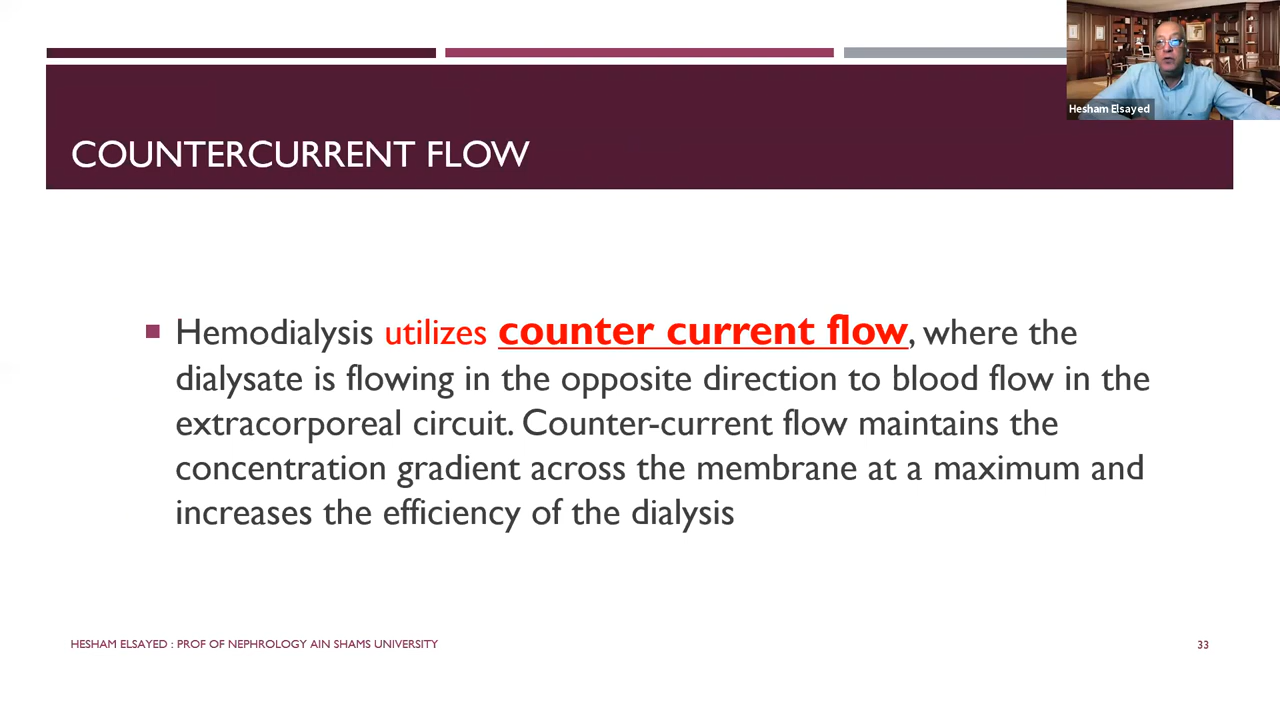 Hesham Elsayed
COUNTERCURRENT FLOW
Hemodialysis utilizes counter current flow, where the
dialysate is flowing in the opposite direction to blood flow in the
extracorporeal circuit. Counter-current flow maintains the
concentration gradient across the membrane at a maximum and
increases the efficiency of the dialysis
HESHAM ELSAYED : PROF OF NEPHROLOGY AIN SHAMS UNIVERSITY
33